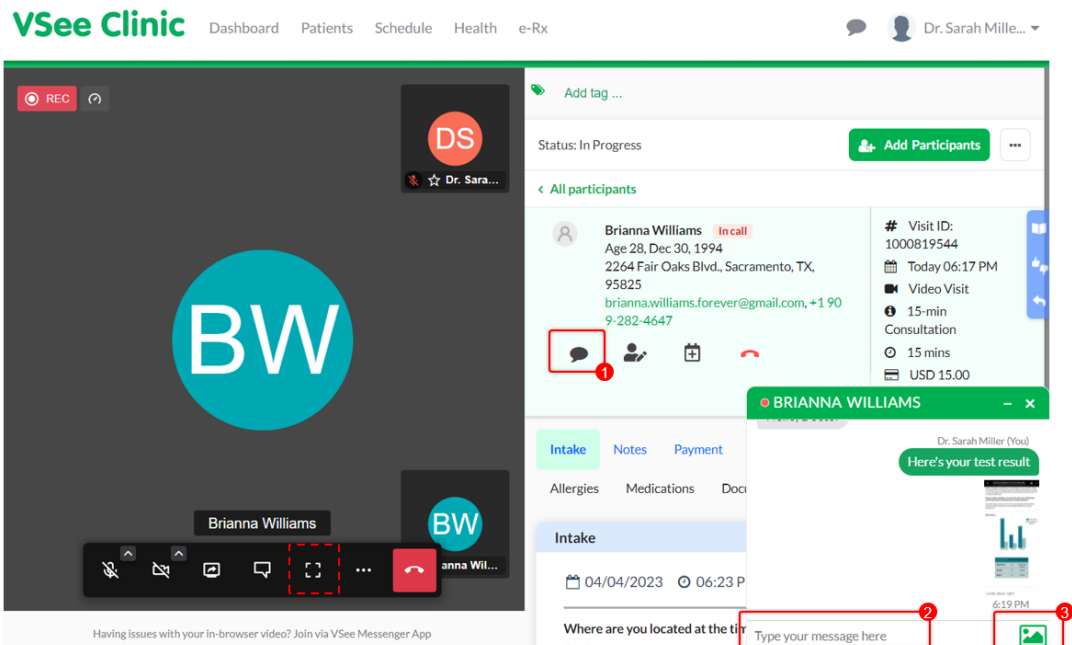 VSee Clinic
Dashboard Patients Schedule Health e-Rx
Dr. Sarah Mille...
REC
DS
Dr. Sara...
BW
Brianna Williams
BW
anna Wil...
Having issues with your in-browser video? Join via VSee Messenger App
Add tag ...
Status: In Progress
Add Participants
All participants
Brianna Williams In call
Age 28, Dec 30, 1994
2264 Fair Oaks Blvd., Sacramento, TX,
95825
brianna.williams.forever@gmail.com, +1 90
9-282-4647
1
# Visit ID:
1000819544
Today 06:17 PM
Video Visit
15-min
Consultation
15 mins
USD 15.00
Intake Notes Payment
Allergies Medications Docu
Intake
04/04/2023 06:23 P
Where are you located at the tim
BRIANNA WILLIAMS
Dr. Sarah Miller (You)
Here's your test result
6:19 PM
2
3
Type your message here